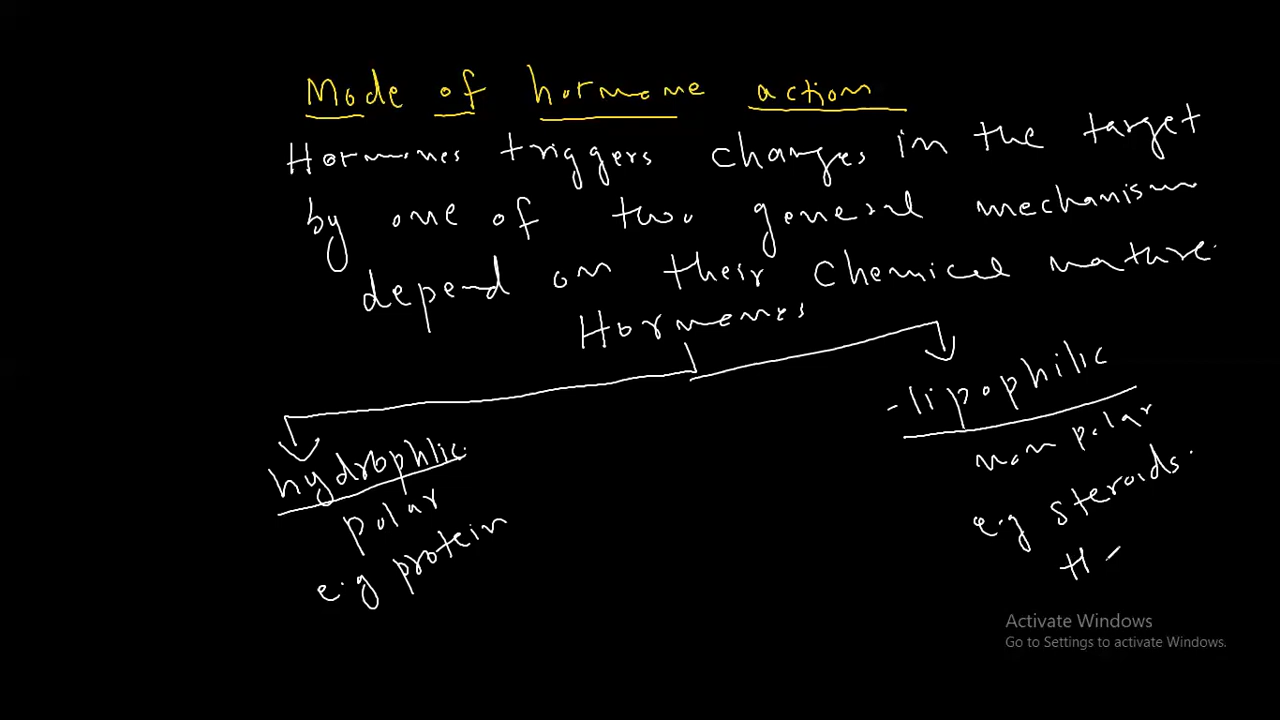 Mode of hormone action
Hormones triggers changes in the target
by one of two general mechanism
depend on their chemical nature.
Hormones
hydrophlic
polar
e.g protein
- lipophilic
non polar
e.g steroids.
H
Activate Windows
Go to Settings to activate Windows.